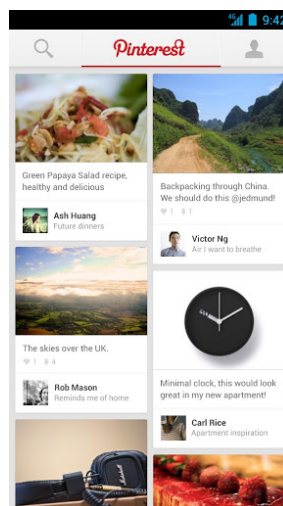 4G 9:42
Pinterest
Green Papaya Salad recipe,
healthy and delicious
Ash Huang
Future dinners
Backpacking through China.
We should do this @jedmund!
1 1
Victor Ng
Air I want to breathe
The skies over the UK.
1 4
Rob Mason
Reminds me of home
Minimal clock, this would look
great in my new apartment!
Carl Rice
Apartment inspiration
Marshall